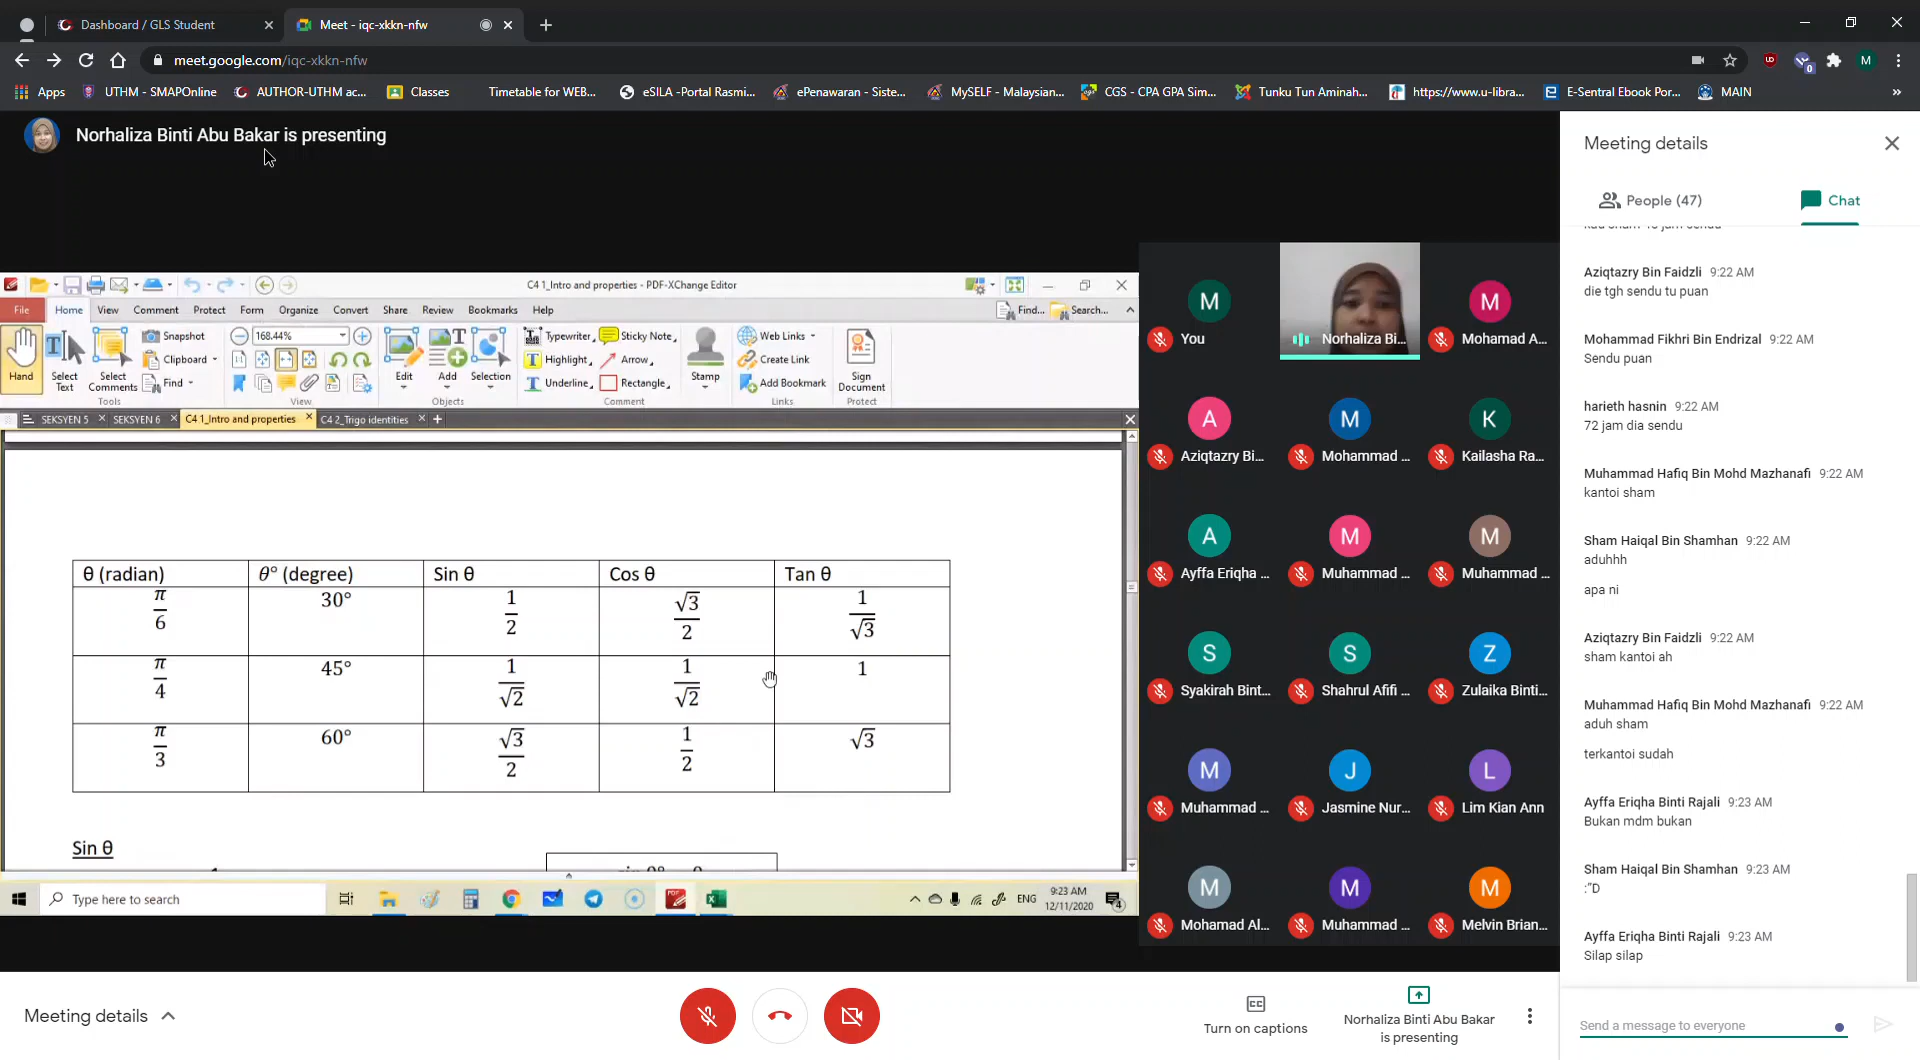 Dashboard / GLS Student
Meet - iqc-xkkn-nfw
meet.google.com/iqc-xkkn-nfw
Apps
UTHM - SMAPOnline
AUTHOR-UTHM ac...
Classes
Timetable for WEB...
eSILA -Portal Rasmi...
ePenawaran - Siste...
MySELF - Malaysian...
CGS - CPA GPA Sim...
Tunku Tun Aminah...
https://www.u-libra...
E-Sentral Ebook Por...
MAIN
»
Norhaliza Binti Abu Bakar is presenting
C4 1_Intro and properties - PDF-XChange Editor
File Home View Comment Protect Form Organize Convert Share Review Bookmarks Help
Find... Search...
Hand
Select Text
Select Comments
Snapshot
Clipboard
Find
Tools
168.44%
View
Edit
Add
Selection
Objects
Typewriter
Highlight
Underline
Sticky Note
Arrow
Rectangle
Stamp
Comment
Web Links
Create Link
Add Bookmark
Links
Sign Document
Protect
SEKSYEN 5
SEKSYEN 6
C4 1_Intro and properties
C4 2_Trigo identities
θ (radian) θ° (degree) Sin θ Cos θ Tan θ
π/6 30° 1/2 √3/2 1/√3
π/4 45° 1/√2 1/√2 1
π/3 60° √3/2 1/2 √3
Sin θ
Type here to search
ENG
9:23 AM
12/11/2020
4
M
You
Norhaliza Bi...
M
Mohamad A...
A
Aziqtazry Bi...
M
Mohammad ...
K
Kailasha Ra...
A
Ayffa Eriqha ...
M
Muhammad ...
M
Muhammad ...
S
Syakirah Bint...
S
Shahrul Afifi ...
Z
Zulaika Binti...
M
Muhammad ...
J
Jasmine Nur...
L
Lim Kian Ann
M
Mohamad Al...
M
Muhammad ...
M
Melvin Brian...
Meeting details
People (47)
Chat
Aziqtazry Bin Faidzli 9:22 AM
die tgh sendu tu puan
Mohammad Fikhri Bin Endrizal 9:22 AM
Sendu puan
harieth hasnin 9:22 AM
72 jam dia sendu
Muhammad Hafiq Bin Mohd Mazhanafi 9:22 AM
kantoi sham
Sham Haiqal Bin Shamhan 9:22 AM
aduhhh
apa ni
Aziqtazry Bin Faidzli 9:22 AM
sham kantoi ah
Muhammad Hafiq Bin Mohd Mazhanafi 9:22 AM
aduh sham
terkantoi sudah
Ayffa Eriqha Binti Rajali 9:23 AM
Bukan mdm bukan
Sham Haiqal Bin Shamhan 9:23 AM
:"D
Ayffa Eriqha Binti Rajali 9:23 AM
Silap silap
Send a message to everyone
Meeting details
Turn on captions
Norhaliza Binti Abu Bakar
is presenting